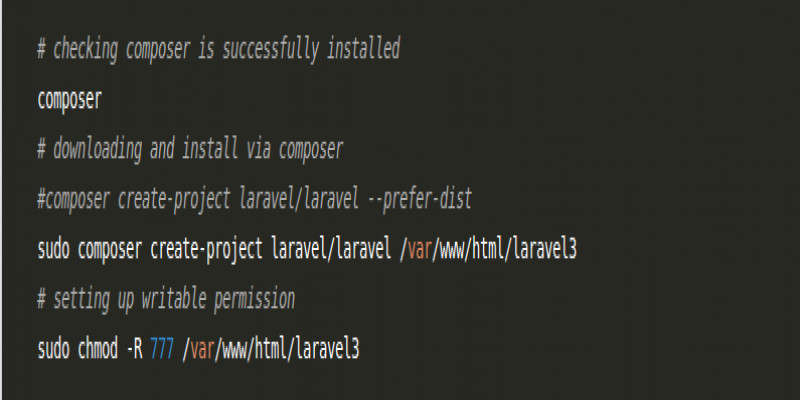 # checking composer is successfully installed
composer
# downloading and install via composer
#composer create-project laravel/laravel --prefer-dist
sudo composer create-project laravel/laravel /var/www/html/laravel3
# setting up writable permission
sudo chmod -R 777 /var/www/html/laravel3